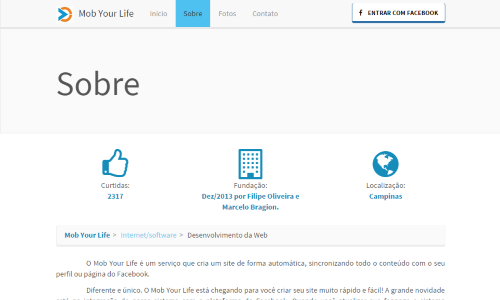 Mob Your Life Início Sobre Fotos Contato ENTRAR COM FACEBOOK
Sobre
Curtidas: Fundação: Localização:
2317 Dez/2013 por Filipe Oliveira e Campinas
Marcelo Bragion.
Mob Your Life > Internet/software > Desenvolvimento da Web
O Mob Your Life é um serviço que cria um site de forma automática, sincronizando todo o conteúdo com o seu
perfil ou página do Facebook.
Diferente e único. O Mob Your Life está chegando para você criar seu site muito rápido e fácil! A grande novidade